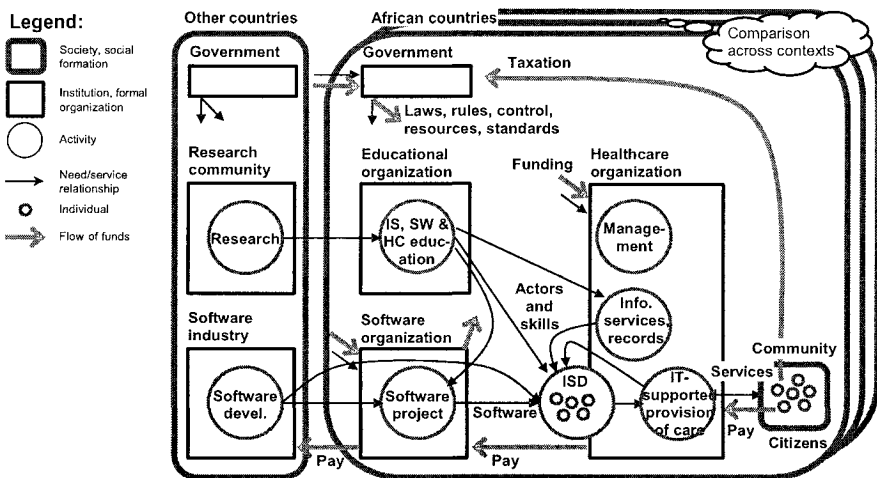 Legend:
Society, social
formation
Institution, formal
organization
Activity
Need/service
relationship
Individual
Flow of funds
Other countries
African countries
Comparison
across contexts
Government
Government
Taxation
Laws, rules, control,
resources, standards
Research
community
Educational
organization
Funding
Healthcare
organization
Research
IS, SW &
HC educ-
ation
Manage-
ment
Actors
and
skills
Info.
services,
records
Software
industry
Software
organization
Community
Software
devel.
Software
project
Software
ISD
IT-
supported
provision
of care
Services
Pay
Citizens
Pay
Pay